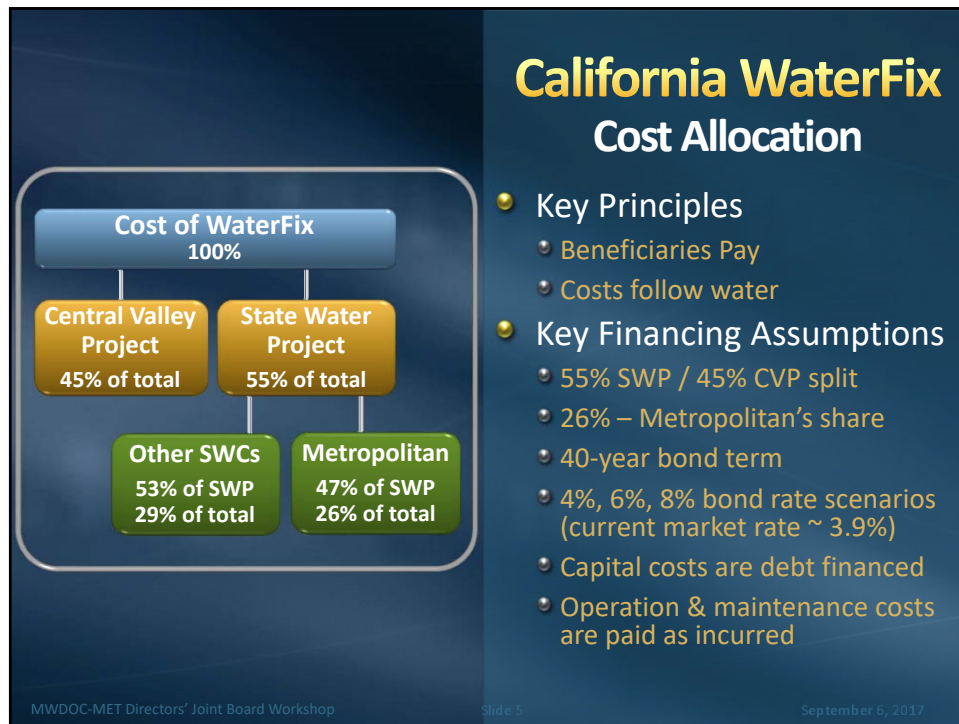 California WaterFix
Cost Allocation
Cost of WaterFix
100%
Central Valley
Project
45% of total
State Water
Project
55% of total
Other SWCs
53% of SWP
29% of total
Metropolitan
47% of SWP
26% of total
Key Principles
Beneficiaries Pay
Costs follow water
Key Financing Assumptions
55% SWP / 45% CVP split
26% – Metropolitan’s share
40-year bond term
4%, 6%, 8% bond rate scenarios
(current market rate ~ 3.9%)
Capital costs are debt financed
Operation & maintenance costs
are paid as incurred
MWDOC-MET Directors’ Joint Board Workshop
Slide 5
September 6, 2017